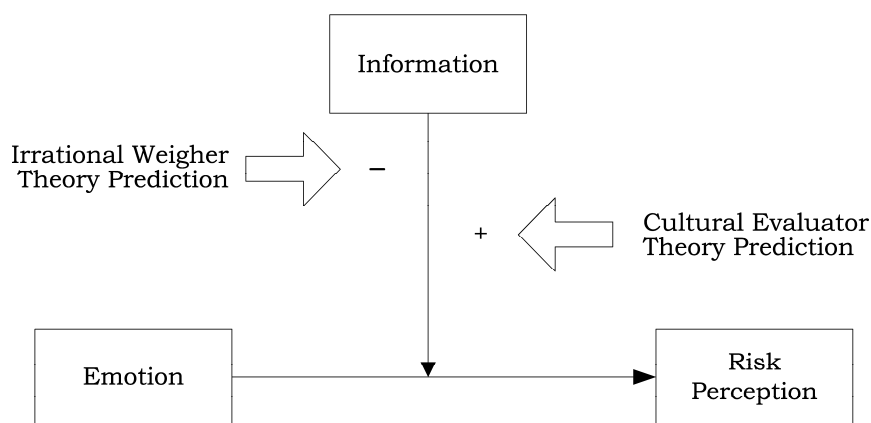 Information
Irrational Weigher
Theory Prediction
–
+
Cultural Evaluator
Theory Prediction
Emotion
Risk
Perception